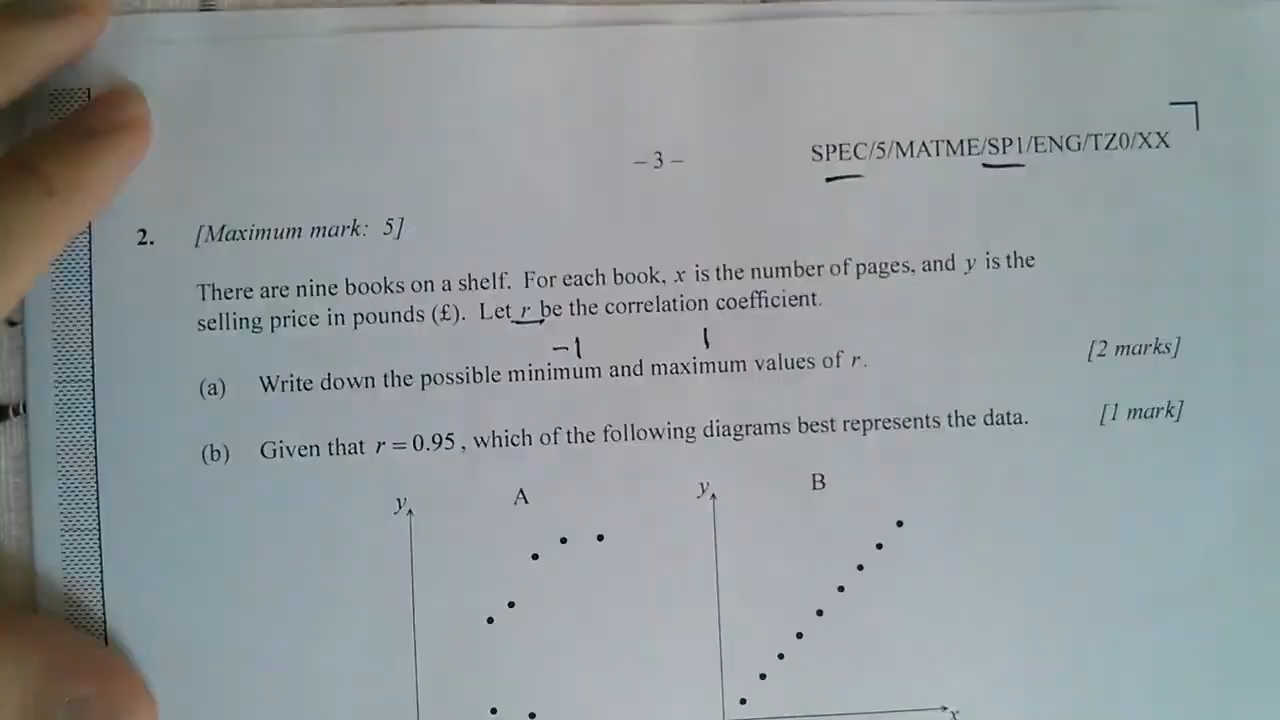 – 3 –
SPEC/5/MATME/SP1/ENG/TZ0/XX
2. [Maximum mark: 5]
There are nine books on a shelf. For each book, x is the number of pages, and y is the
selling price in pounds (£). Let r be the correlation coefficient.
−1 1
(a) Write down the possible minimum and maximum values of r. [2 marks]
(b) Given that r = 0.95, which of the following diagrams best represents the data. [1 mark]
y A y B
x